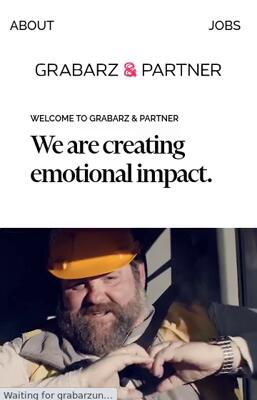 ABOUT
JOBS
GRABARZ & PARTNER
WELCOME TO GRABARZ & PARTNER
We are creating
emotional impact.
Waiting for grabarzun...